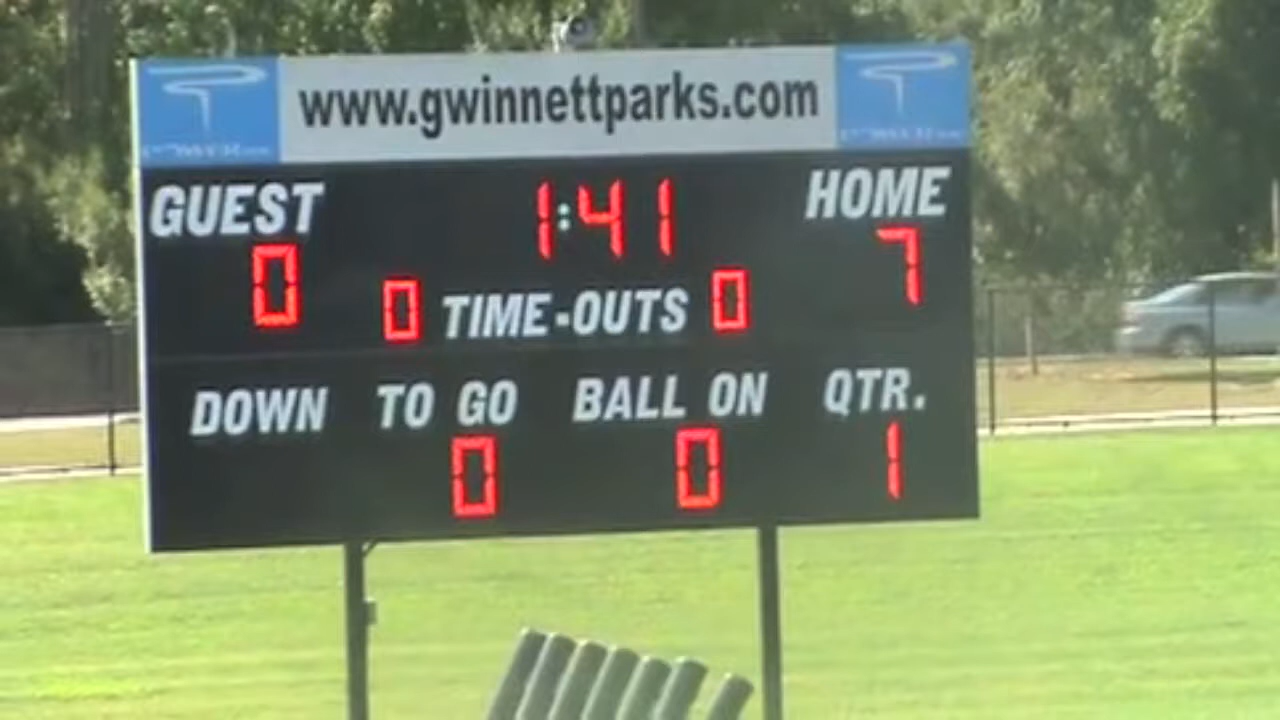 www.gwinnettparks.com
GUEST 1:41 HOME
0 0 TIME-OUTS 0 7
DOWN TO GO BALL ON QTR.
0 0 1